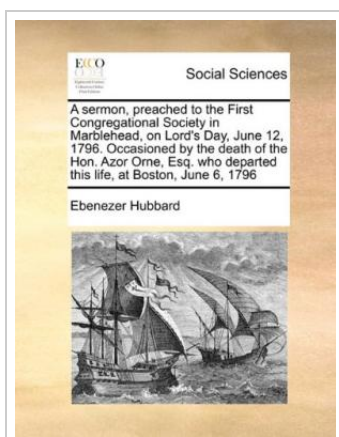 ECCO
Social Sciences
A sermon, preached to the First
Congregational Society in
Marblehead, on Lord's Day, June 12,
1796. Occasioned by the death of the
Hon. Azor Orne, Esq. who departed
this life, at Boston, June 6, 1796
Ebenezer Hubbard